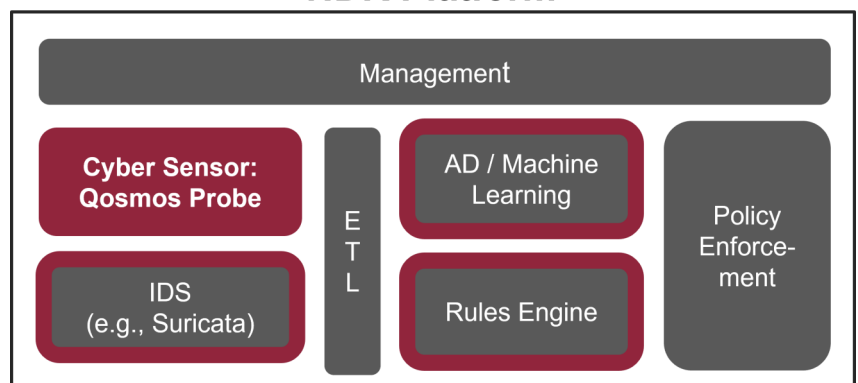 Management
Cyber Sensor:
Qosmos Probe
IDS
(e.g., Suricata)
E
T
L
AD / Machine
Learning
Rules Engine
Policy
Enforce-
ment